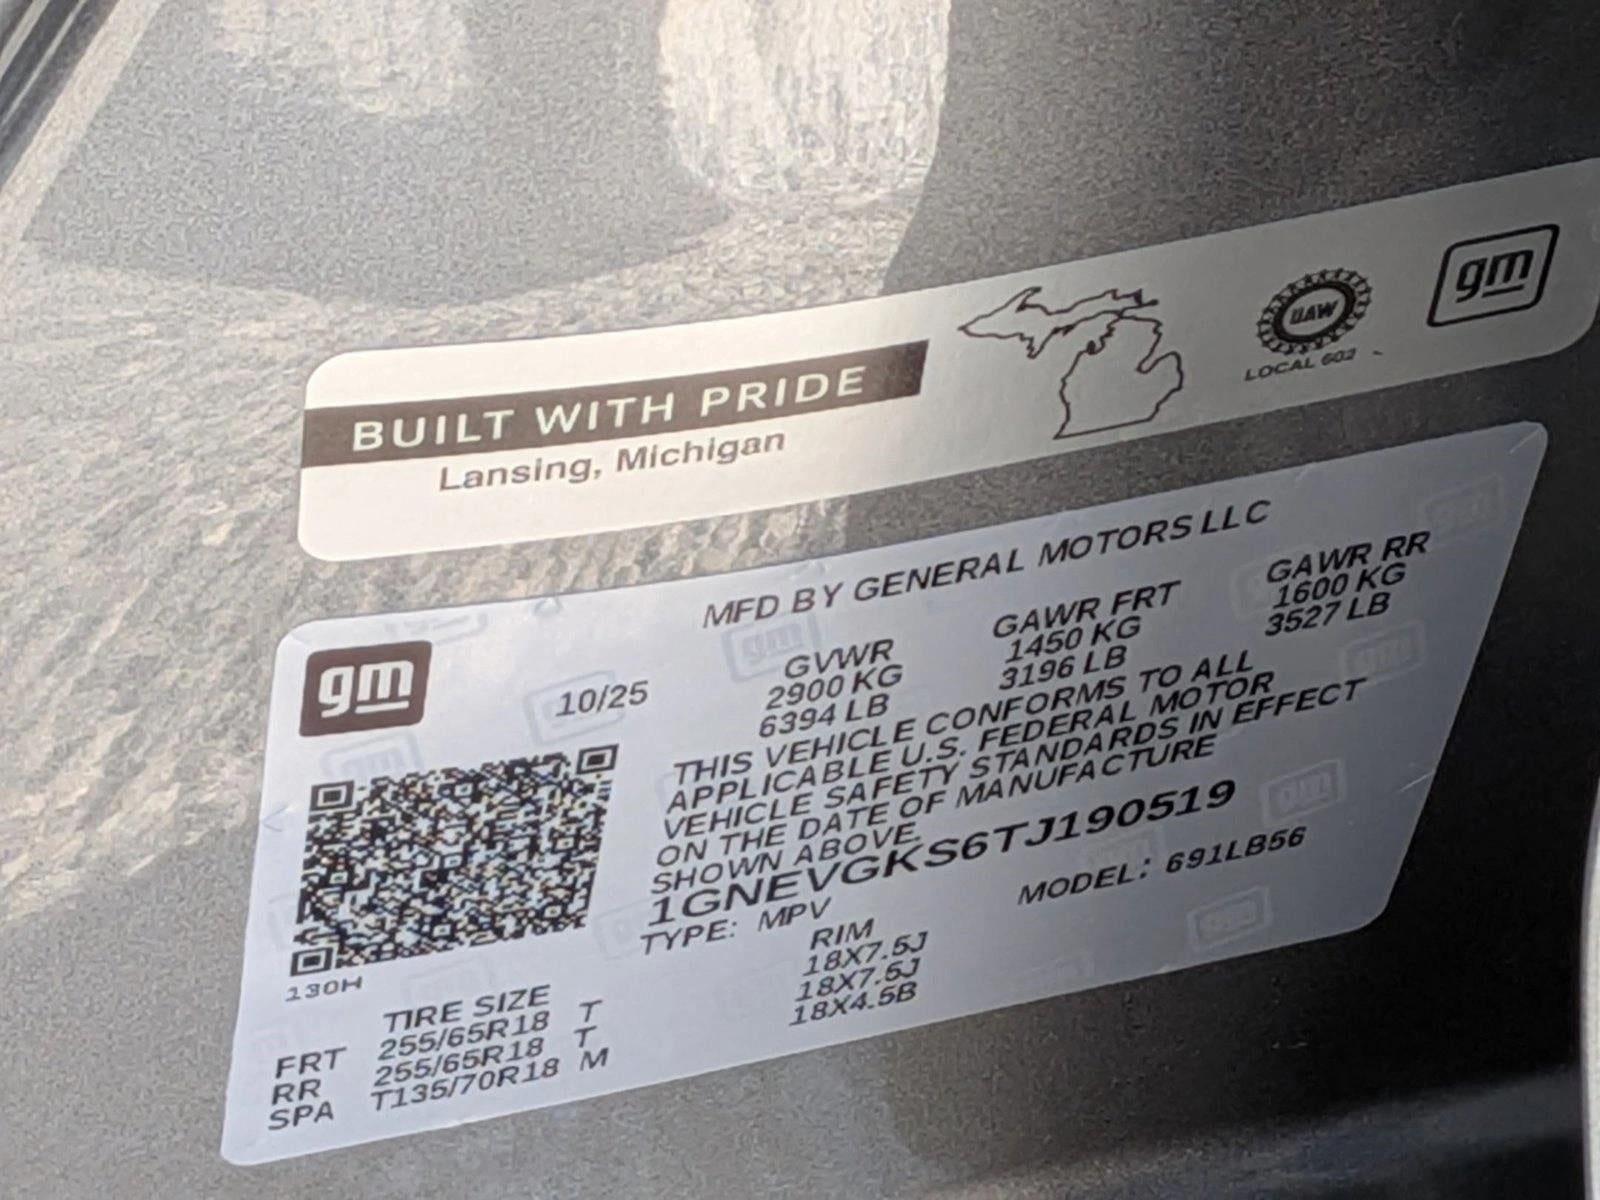 BUILT WITH PRIDE
Lansing, Michigan
UAW
LOCAL 602
gm
MFD BY GENERAL MOTORS LLC
gm
10/25
GVWR GAWR FRT GAWR RR
2900 KG 1450 KG 1600 KG
6394 LB 3196 LB 3527 LB
THIS VEHICLE CONFORMS TO ALL
APPLICABLE U.S. FEDERAL MOTOR
VEHICLE SAFETY STANDARDS IN EFFECT
ON THE DATE OF MANUFACTURE
SHOWN ABOVE.
1GNEVGKS6TJ190519
TYPE: MPV MODEL: 691LB56
130H
TIRE SIZE RIM
FRT 255/65R18 T 18X7.5J
RR 255/65R18 T 18X7.5J
SPA T135/70R18 M 18X4.5B